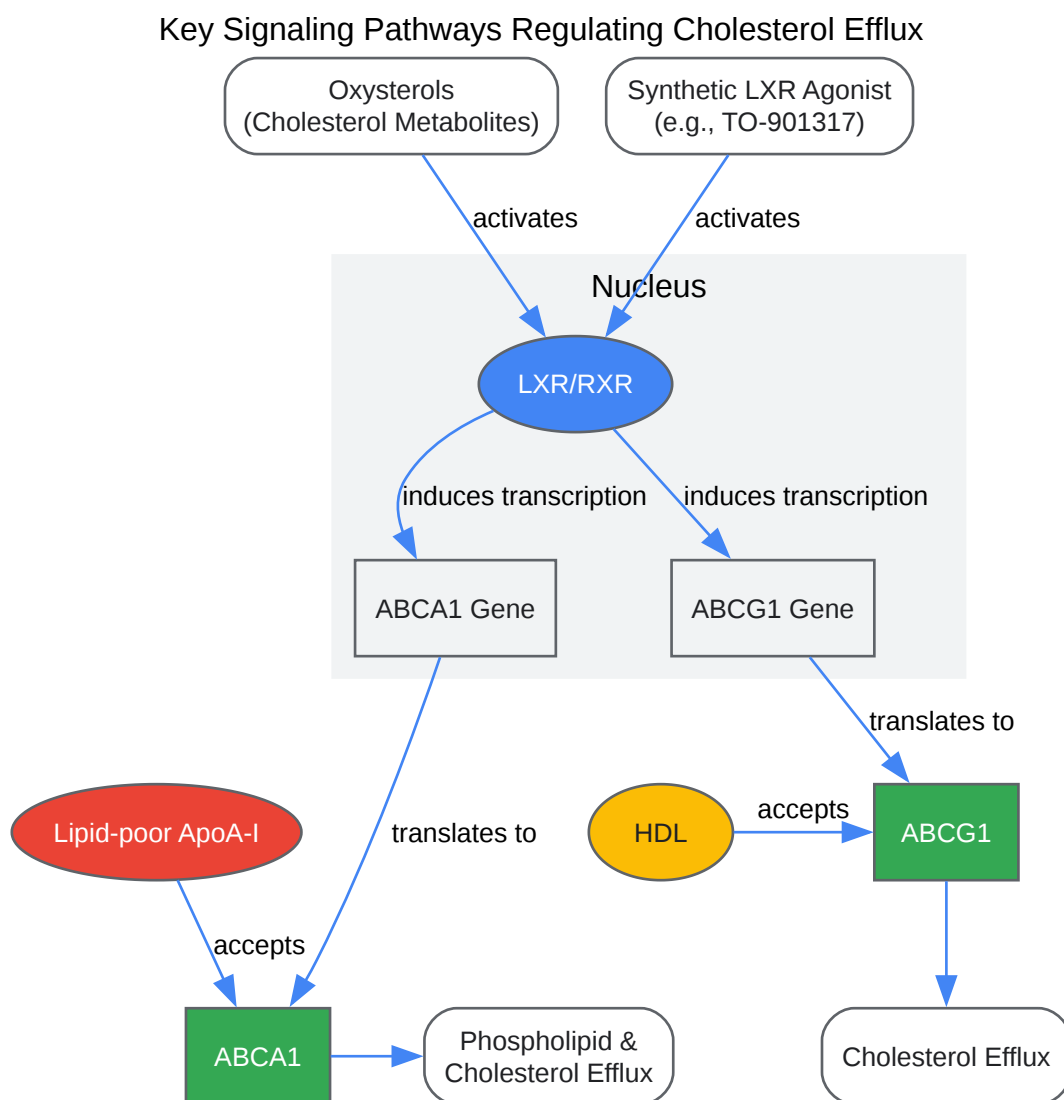 Key Signaling Pathways Regulating Cholesterol Efflux
Oxysterols
(Cholesterol Metabolites)
Synthetic LXR Agonist
(e.g., TO-901317)
activates
activates
Nucleus
LXR/RXR
induces transcription
induces transcription
ABCA1 Gene
ABCG1 Gene
translates to
Lipid-poor ApoA-I
translates to
HDL
accepts
ABCG1
accepts
ABCA1
Phospholipid &
Cholesterol Efflux
Cholesterol Efflux